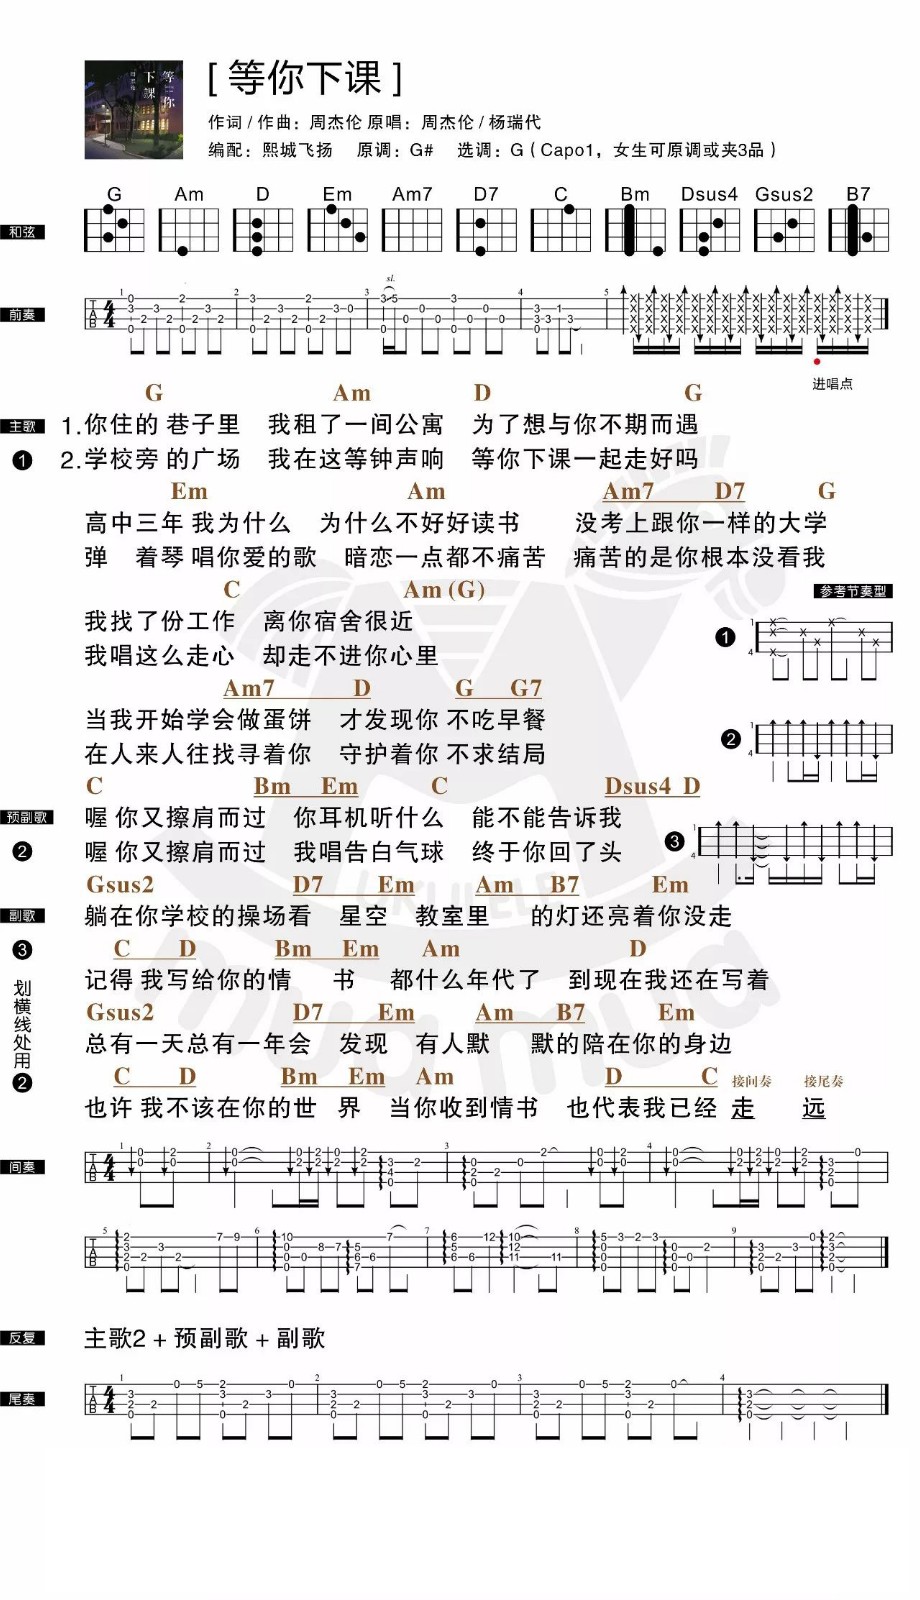 等你下課
[ 等你下课 ]
作词 / 作曲：周杰伦 原唱：周杰伦 / 杨瑞代
编配：熙城飞扬 原调：G# 选调：G（Capo1，女生可原调或夹3品）
G Am D Em Am7 D7 C Bm Dsus4 Gsus2 B7
和弦
前奏
sl.
进唱点
G Am D G
主歌 1.你住的 巷子里 我租了一间公寓 为了想与你不期而遇
❶ 2.学校旁 的广场 我在这等钟声响 等你下课一起走好吗
Em Am Am7 D7 G
高中三年 我为什么 为什么不好好读书 没考上跟你一样的大学
弹 着琴 唱你爱的歌 暗恋一点都不痛苦 痛苦的是你根本没看我
C Am (G)
参考节奏型
我找了份工作 离你宿舍很近
❶
我唱这么走心 却走不进你心里
Am7 D G G7
当我开始学会做蛋饼 才发现你 不吃早餐
❷
在人来人往找寻着你 守护着你 不求结局
C Bm Em C Dsus4 D
预副歌 喔 你又擦肩而过 你耳机听什么 能不能告诉我
❸
❷ 喔 你又擦肩而过 我唱告白气球 终于你回了头
Gsus2 D7 Em Am B7 Em
副歌 躺在你学校的操场看 星空 教室里 的灯还亮着你没走
❸ 划横线处用 ❷
C D Bm Em Am D
记得 我写给你的情 书 都什么年代了 到现在我还在写着
Gsus2 D7 Em Am B7 Em
总有一天总有一年会 发现 有人默 默的陪在你的身边
C D Bm Em Am D C 接间奏 接尾奏
也许 我不该在你的世 界 当你收到情书 也代表我已经 走 远
UKULELE
mua mua
间奏
反复 主歌2 + 预副歌 + 副歌
尾奏